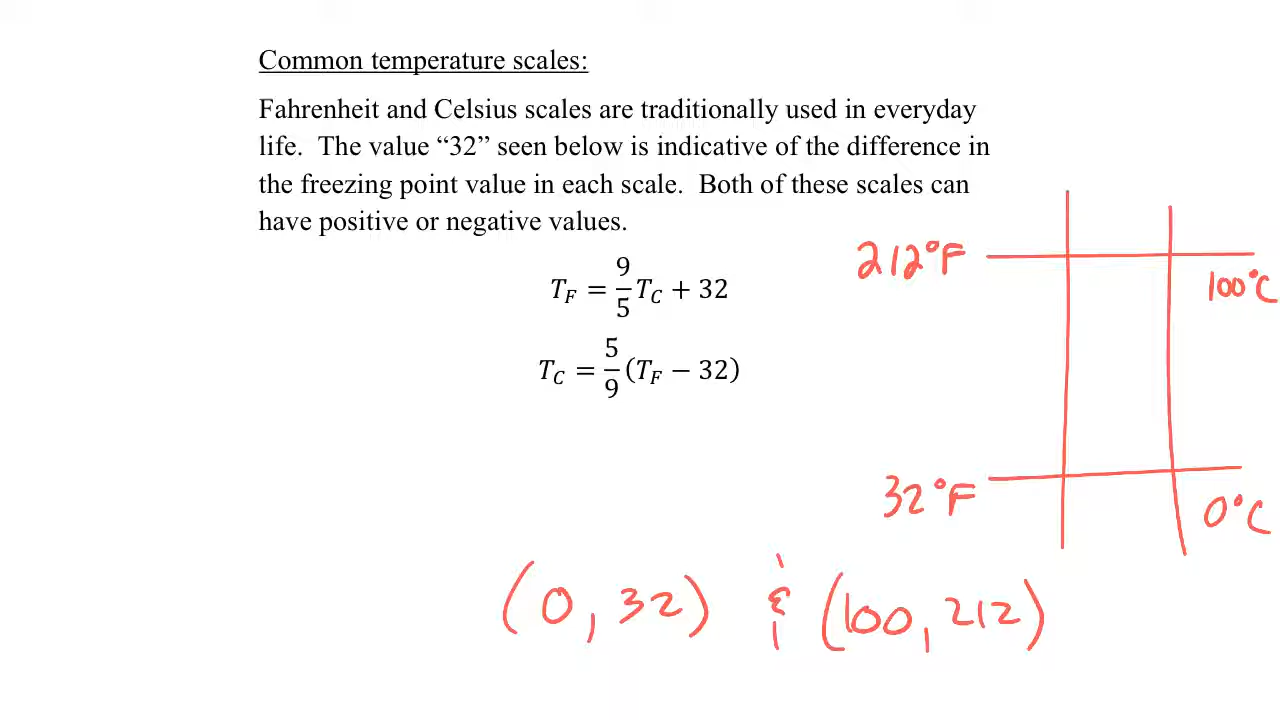 Common temperature scales:
Fahrenheit and Celsius scales are traditionally used in everyday
life.  The value “32” seen below is indicative of the difference in
the freezing point value in each scale.  Both of these scales can
have positive or negative values.
T_F = 9/5 T_C + 32
T_C = 5/9 (T_F − 32)
212°F
100°C
32°F
0°C
(0, 32) & (100, 212)